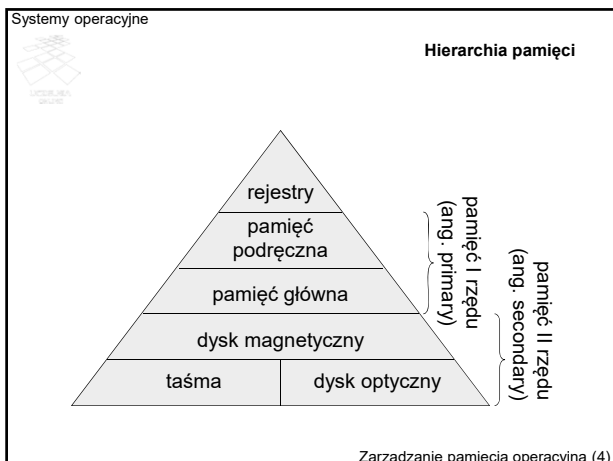 Systemy operacyjne
Hierarchia pamięci
rejestry
pamięć
podręczna
pamięć główna
dysk magnetyczny
taśma
dysk optyczny
pamięć I rzędu
(ang. primary)
pamięć II rzędu
(ang. secondary)
Zarządzanie pamięcią operacyjną (4)